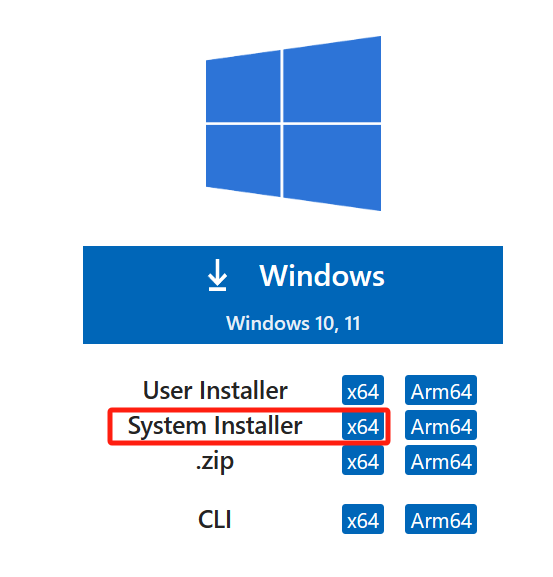 Windows
Windows 10, 11
User Installer x64 Arm64
System Installer x64 Arm64
.zip x64 Arm64
CLI x64 Arm64